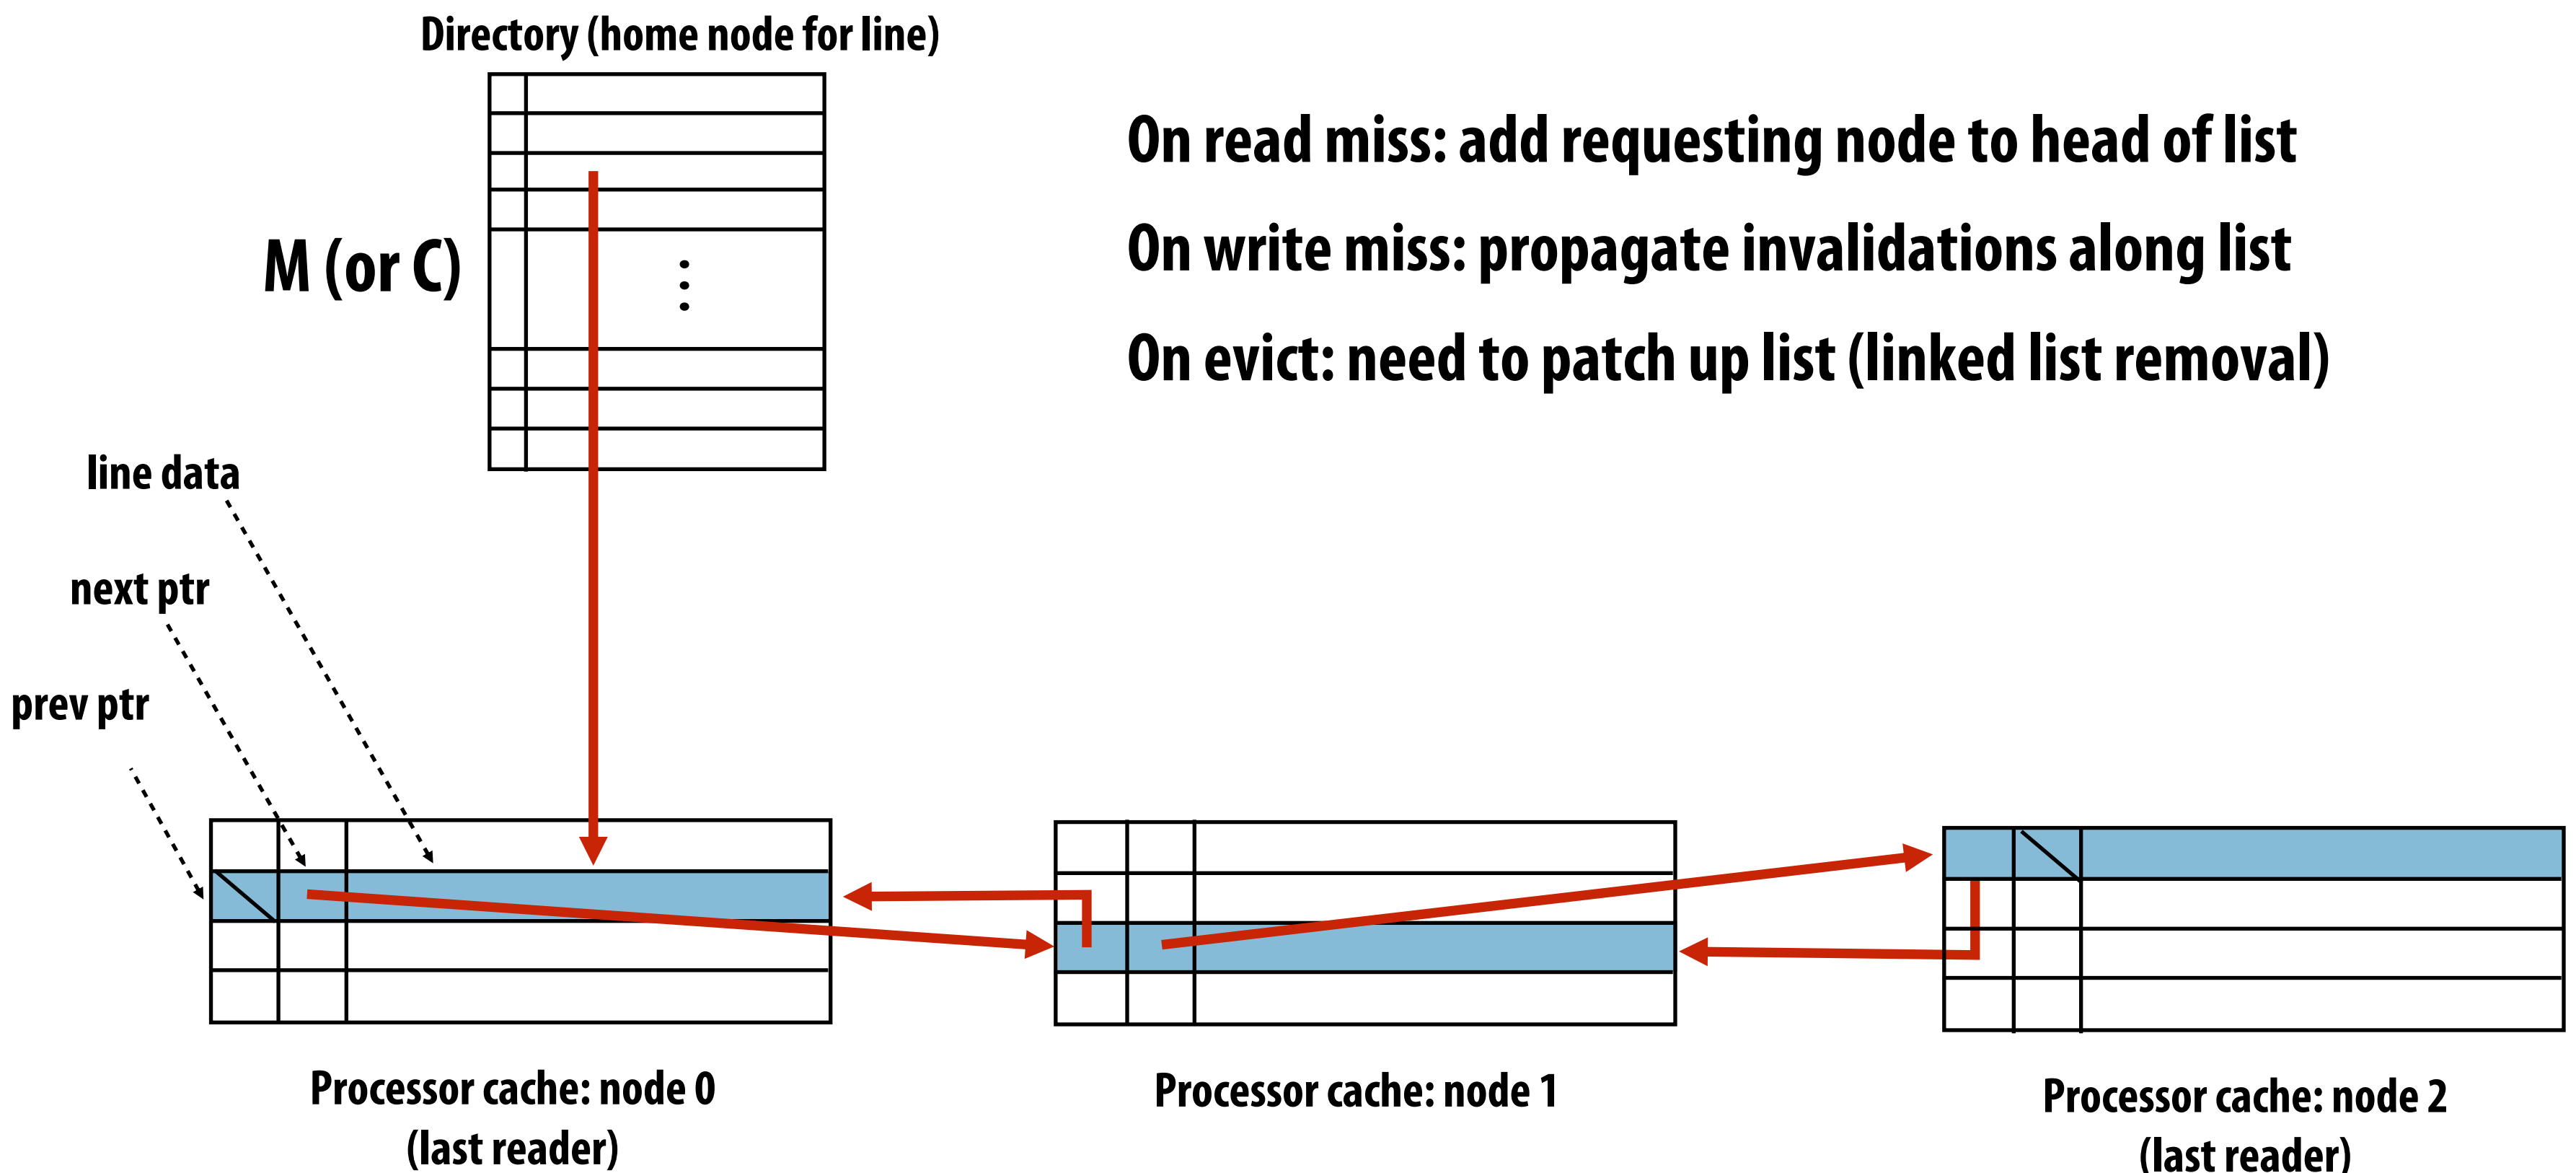 Directory (home node for line)
On read miss: add requesting node to head of list
On write miss: propagate invalidations along list
M (or C)
On evict: need to patch up list (linked list removal)
line data
next ptr
prev ptr
Processor cache: node 0
(last reader)
Processor cache: node 1
Processor cache: node 2
(last reader)